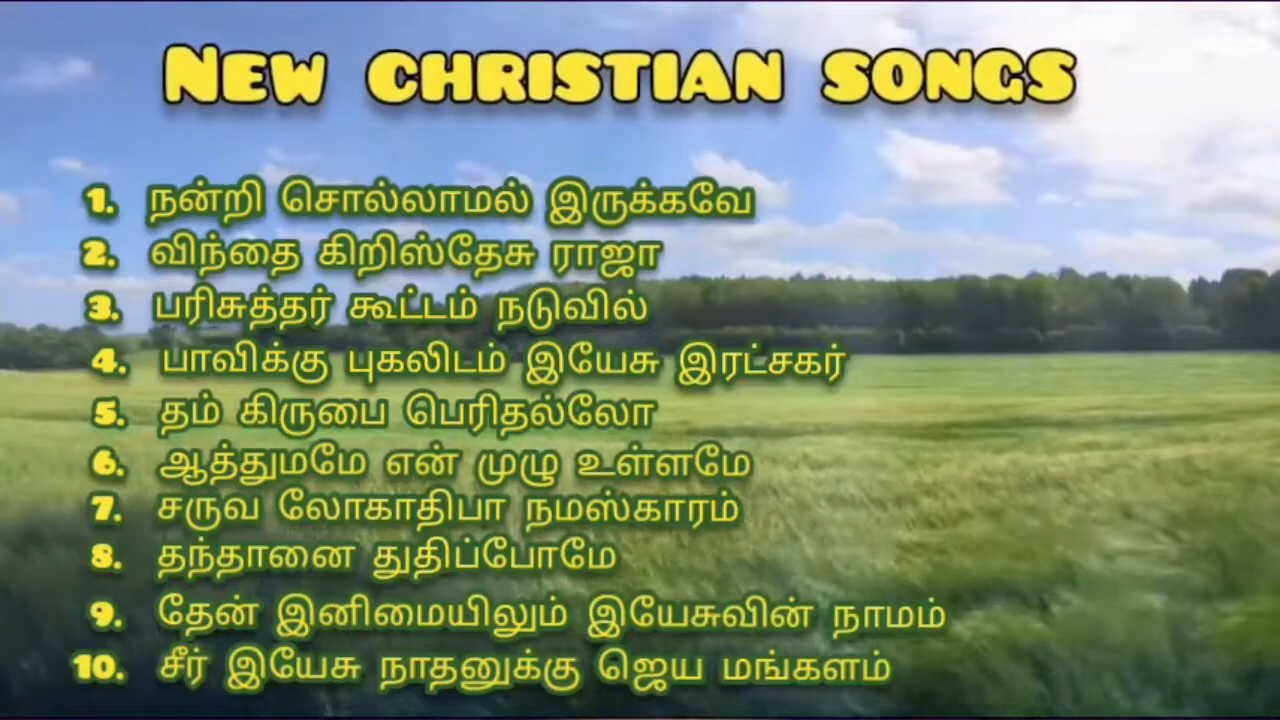 New christian songs
1. நன்றி சொல்லாமல் இருக்கவே
2. விந்தை கிறிஸ்தேசு ராஜா
3. பரிசுத்தர் கூட்டம் நடுவில்
4. பாவிக்கு புகலிடம் இயேசு இரட்சகர்
5. தம் கிருபை பெரிதல்லோ
6. ஆத்துமமே என் முழு உள்ளமே
7. சருவ லோகாதிபா நமஸ்காரம்
8. தந்தானை துதிப்போமே
9. தேன் இனிமையிலும் இயேசுவின் நாமம்
10. சீர் இயேசு நாதனுக்கு ஜெய மங்களம்